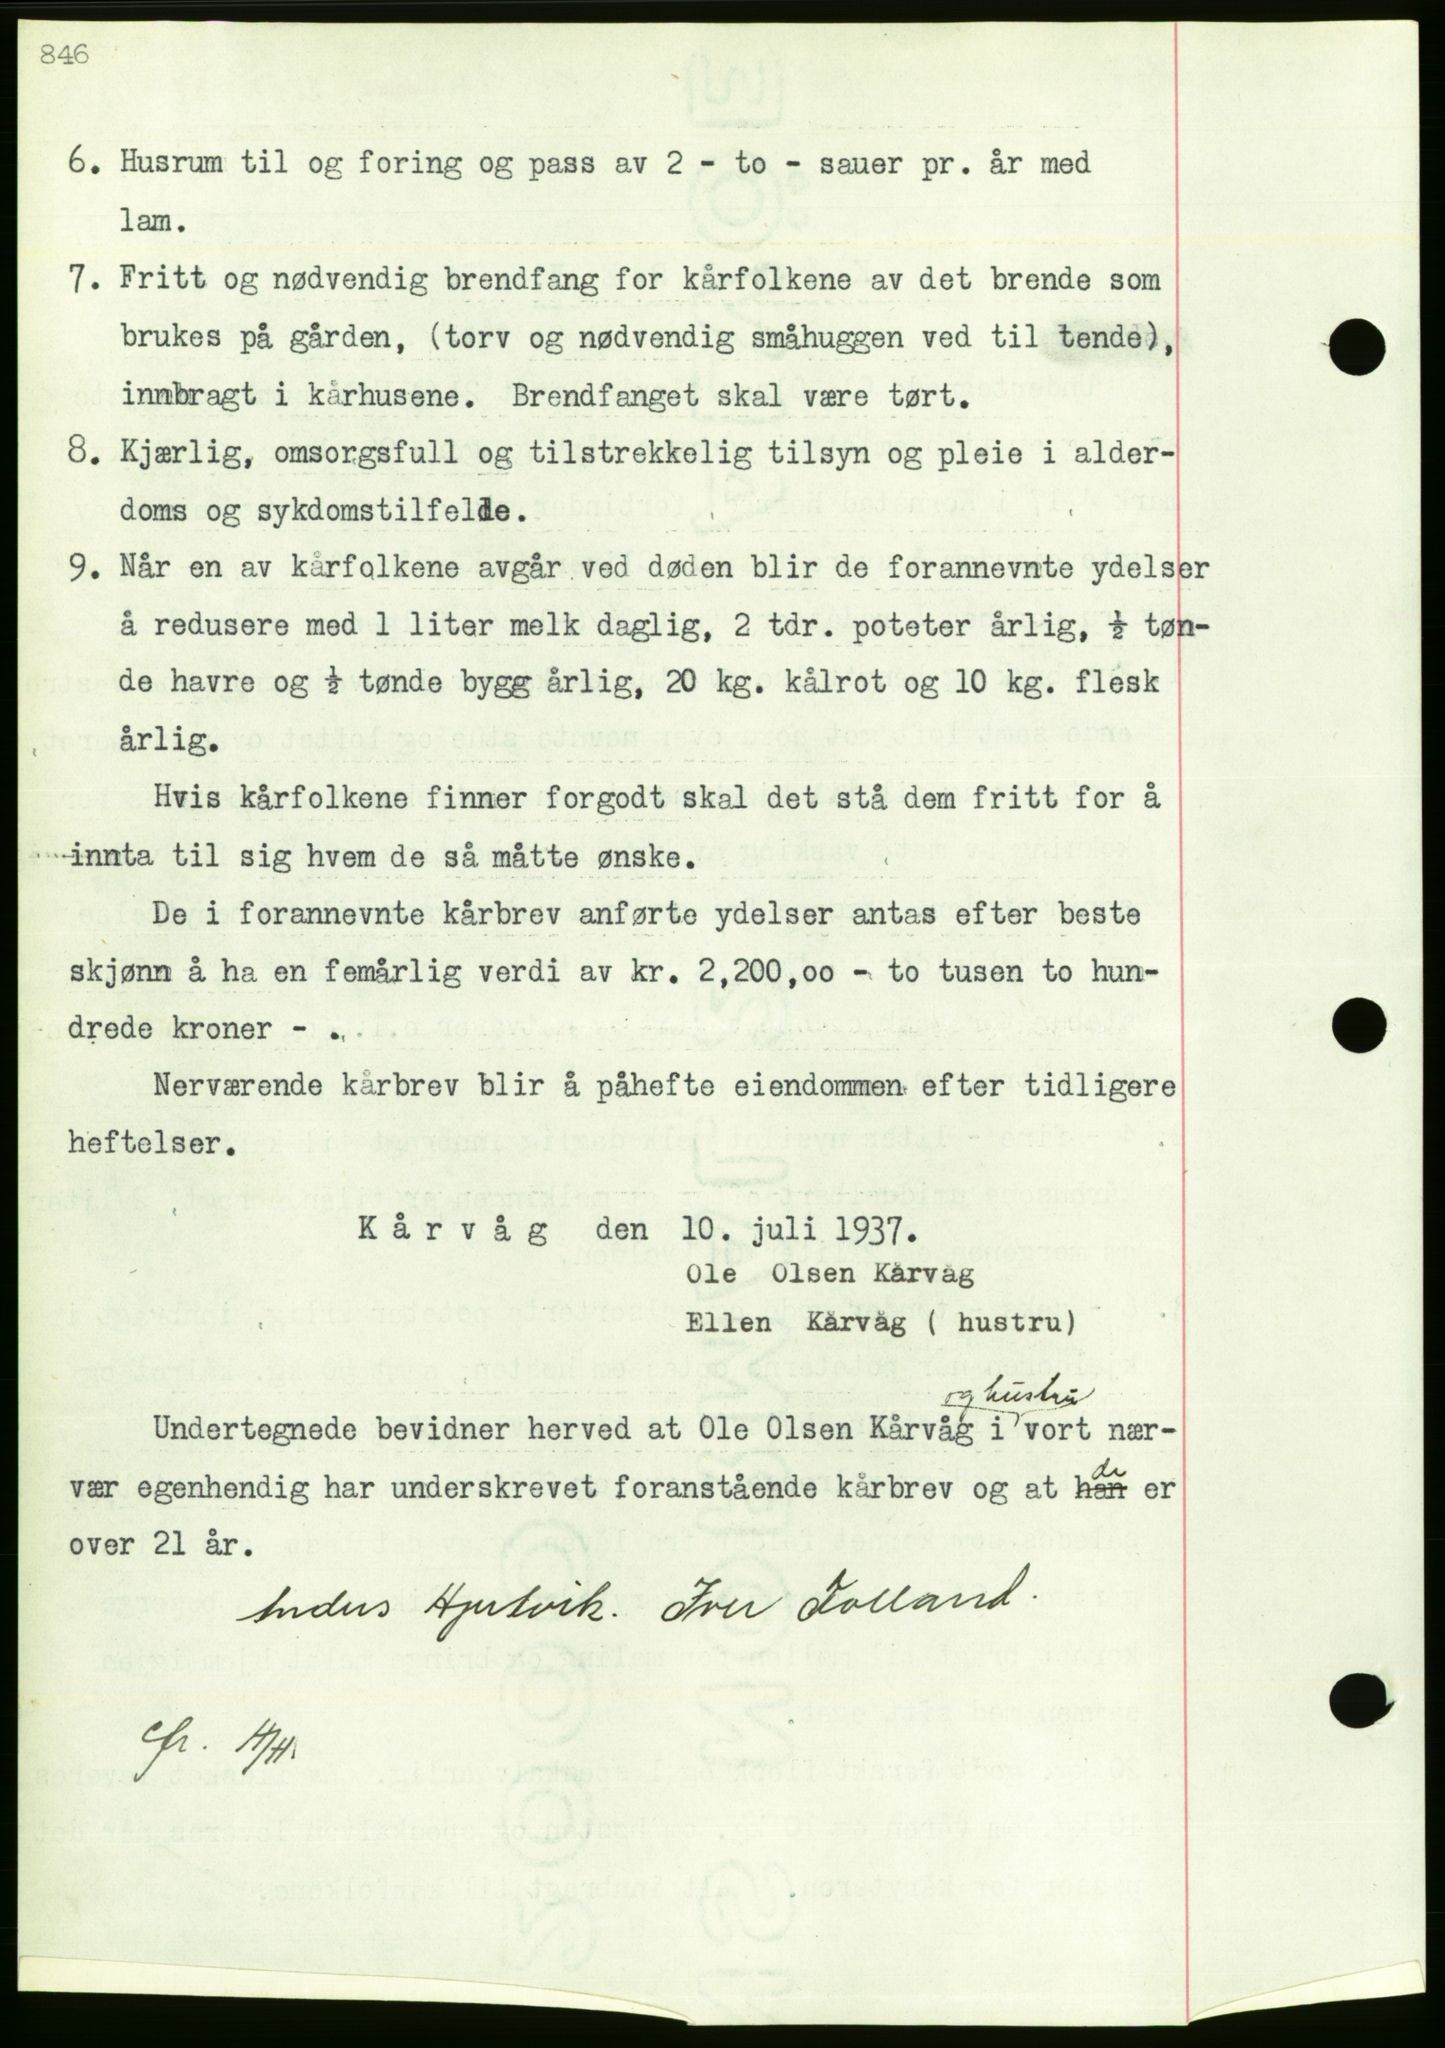 846
6. Husrum til og foring og pass av 2 - to - sauer pr. år med
lam.
7. Fritt og nødvendig brendfang for kårfolkene av det brende som
brukes på gården, (torv og nødvendig småhuggen ved til tende),
innbragt i kårhusene. Brendfanget skal være tørt.
8. Kjærlig, omsorgsfull og tilstrekkelig tilsyn og pleie i alder-
doms og sykdomstilfelde.
9. Når en av kårfolkene avgår ved døden blir de forannevnte ydelser
å redusere med 1 liter melk daglig, 2 tdr. poteter årlig, ½ tøn-
de havre og ½ tønde bygg årlig, 20 kg. kålrot og 10 kg. flesk
årlig.
Hvis kårfolkene finner forgodt skal det stå dem fritt for å
innta til sig hvem de så måtte ønske.
De i forannevnte kårbrev anførte ydelser antas efter beste
skjønn å ha en femårlig verdi av kr. 2,200,oo - to tusen to hun-
drede kroner - .
Nerværende kårbrev blir å påhefte eiendommen efter tidligere
heftelser.
K å r v å g den 10. juli 1937.
Ole Olsen Kårvåg
Ellen Kårvåg ( hustru)
og hustru
Undertegnede bevidner herved at Ole Olsen Kårvåg i vort nær-
de
vær egenhendig har underskrevet foranstående kårbrev og at han er
over 21 år.
Anders Hjertvik. Iver Folland.
cfr. H/H.